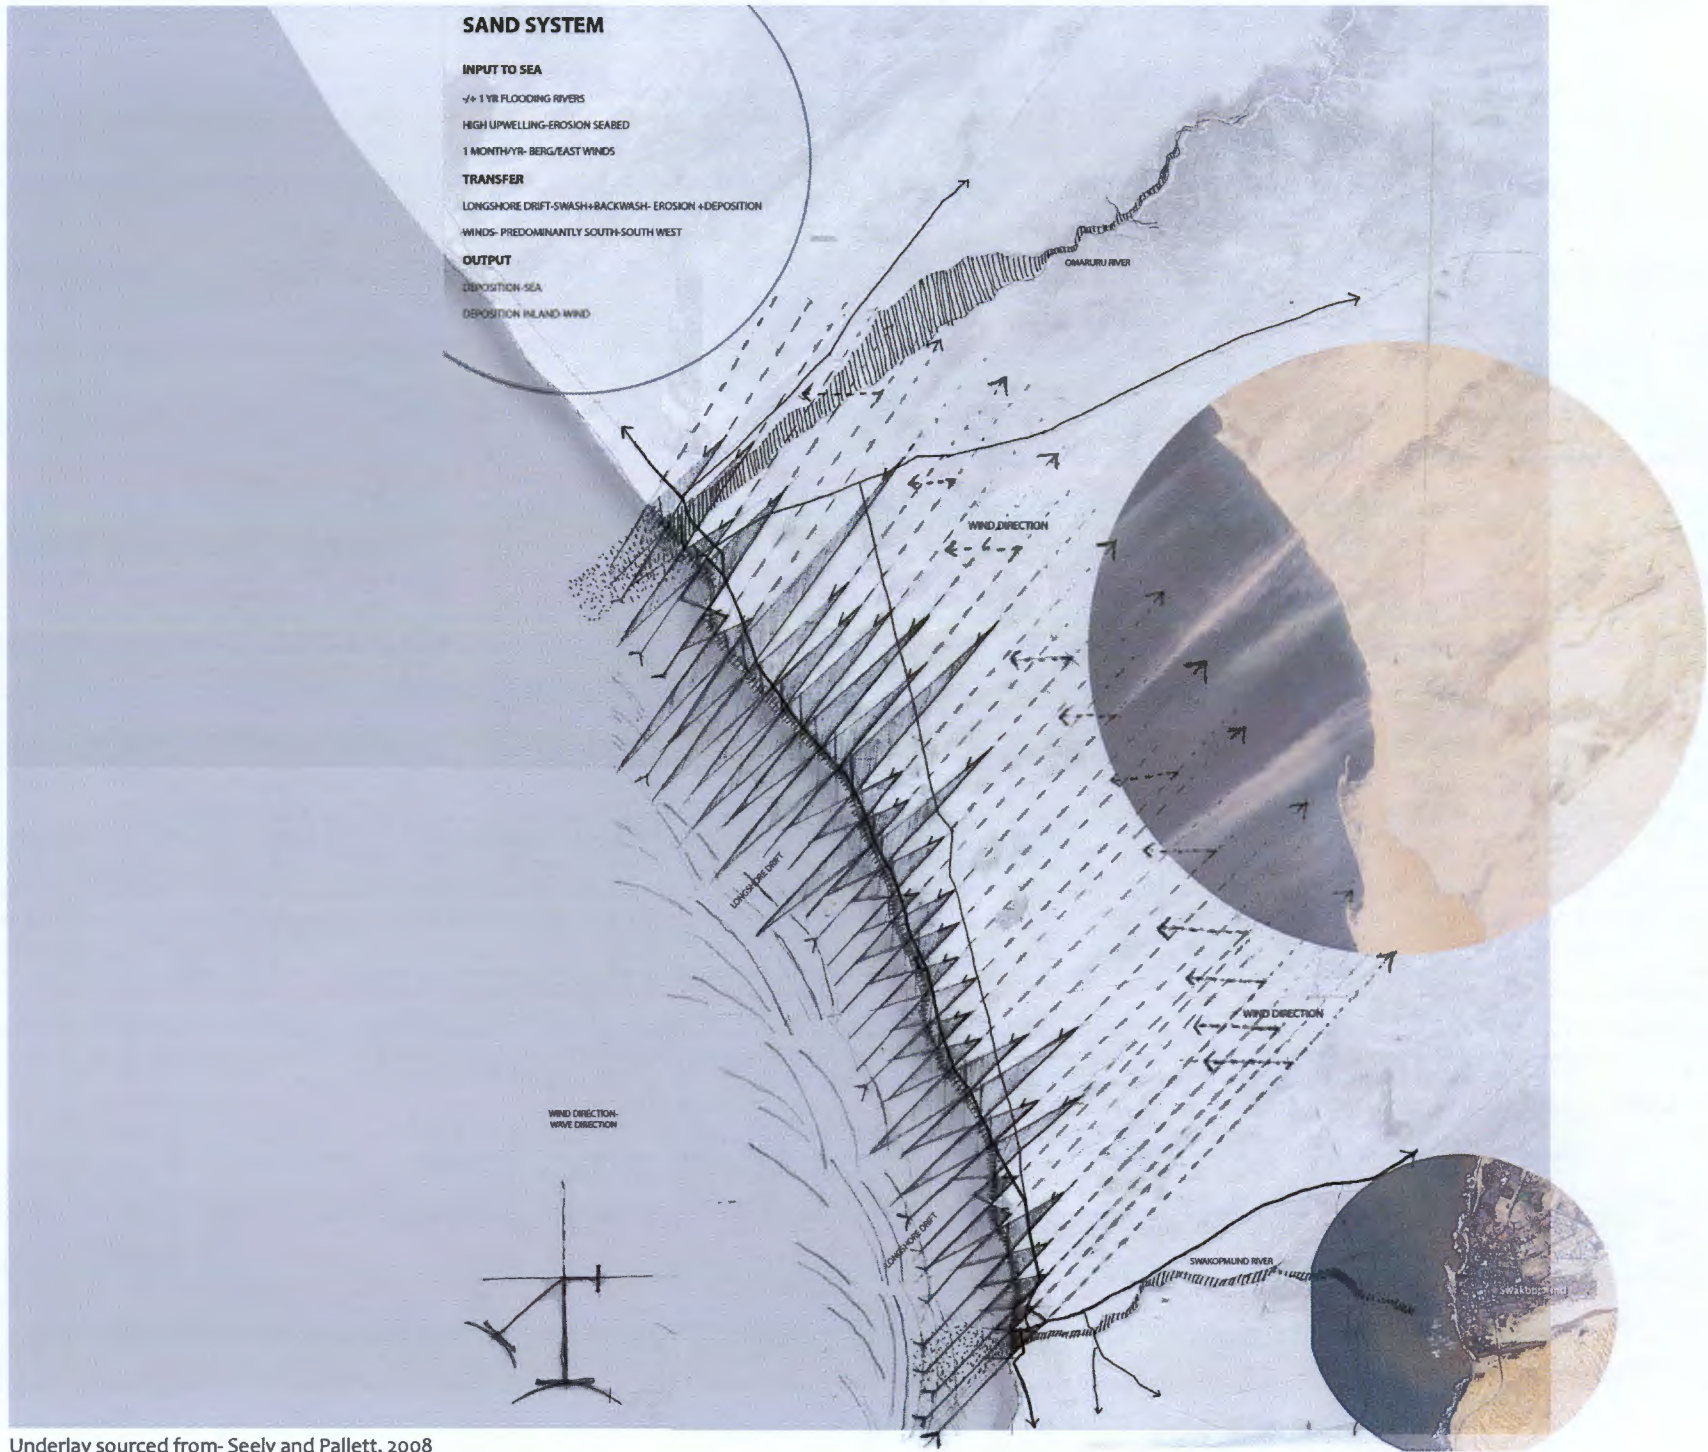 SAND SYSTEM
INPUT TO SEA
-/+ 1 YR FLOODING RIVERS
HIGH UPWELLING-EROSION SEABED
1 MONTH/YR- BERG/EAST WINDS
TRANSFER
LONGSHORE DRIFT-SWASH+BACKWASH- EROSION +DEPOSITION
WINDS- PREDOMINANTLY SOUTH-SOUTH WEST
OUTPUT
DEPOSITION-SEA
DEPOSITION INLAND-WIND
OMARURU RIVER
WIND DIRECTION
LONGSHORE DRIFT
WIND DIRECTION
WIND DIRECTION-
WAVE DIRECTION
LONGSHORE DRIFT
SWAKOPMUND RIVER
Swakopmund
Underlay sourced from- Seely and Pallett, 2008